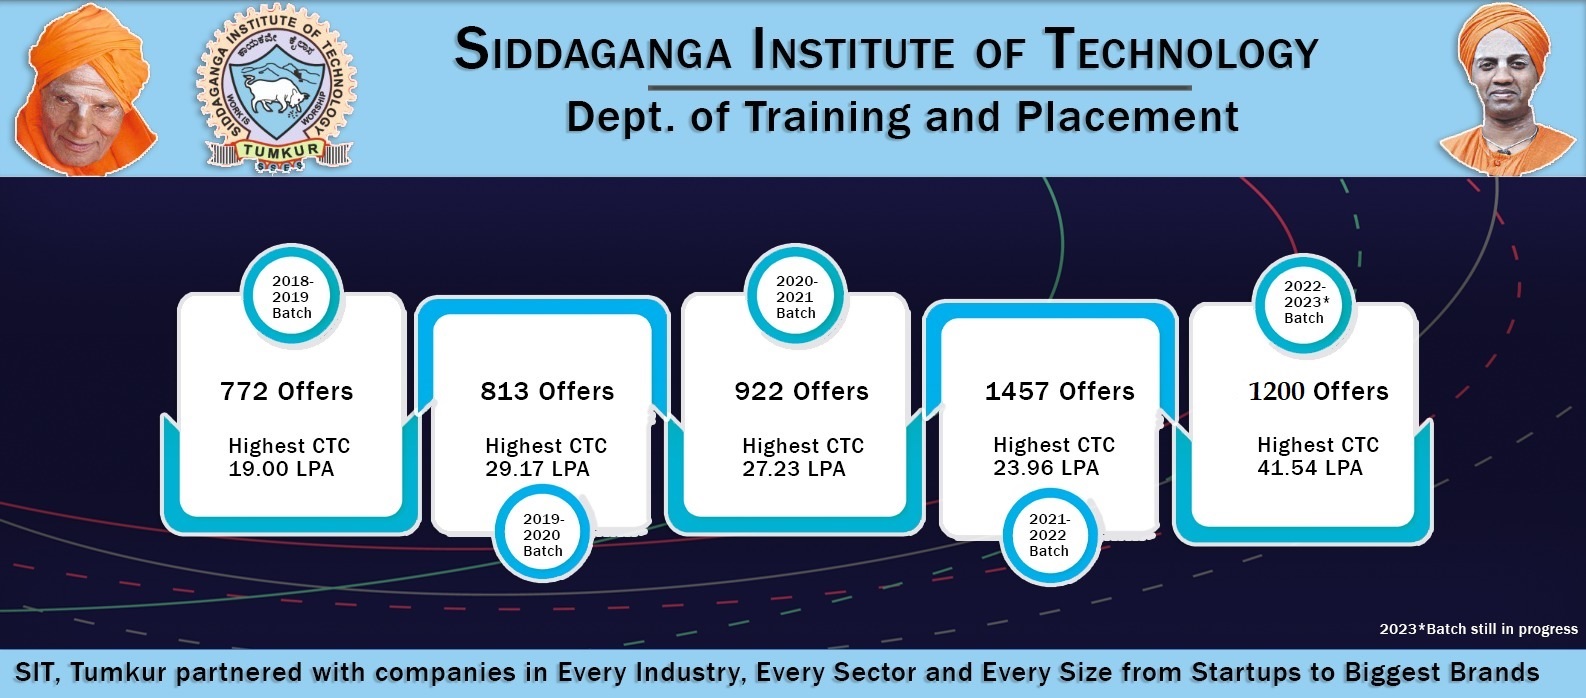 SIDDAGANGA INSTITUTE OF TECHNOLOGY
Dept. of Training and Placement
SIDDAGANGA INSTITUTE OF TECHNOLOGY
ಕಾಯಕವೇ ಕೈಲಾಸ
WORK IS WORSHIP
TUMKUR
SSES
2018-
2019
Batch
772 Offers
Highest CTC
19.00 LPA
813 Offers
Highest CTC
29.17 LPA
2019-
2020
Batch
2020-
2021
Batch
922 Offers
Highest CTC
27.23 LPA
1457 Offers
Highest CTC
23.96 LPA
2021-
2022
Batch
2022-
2023*
Batch
1200 Offers
Highest CTC
41.54 LPA
2023*Batch still in progress
SIT, Tumkur partnered with companies in Every Industry, Every Sector and Every Size from Startups to Biggest Brands